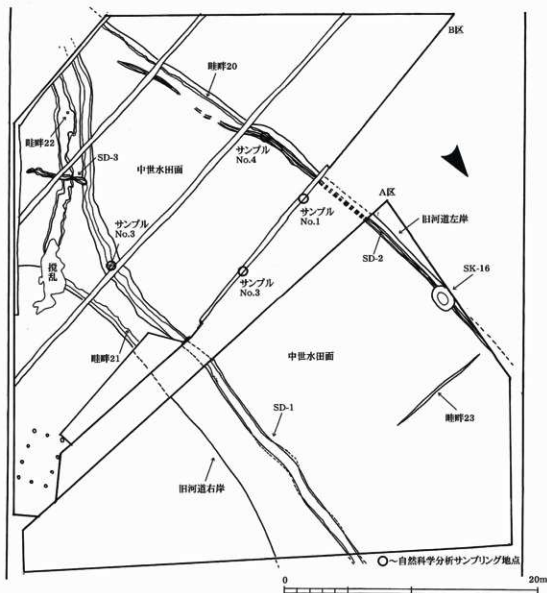 B区
畦畔20
畦畔22
SD-3
中世水田面
サンプル
No.4
サンプル
No.1
A区
旧河道左岸
SD-2
SK-16
サンプル
No.3
サンプル
No.3
攪乱
畦畔21
中世水田面
畦畔23
SD-1
旧河道右岸
○〜自然科学分析サンプリング地点
0
20m